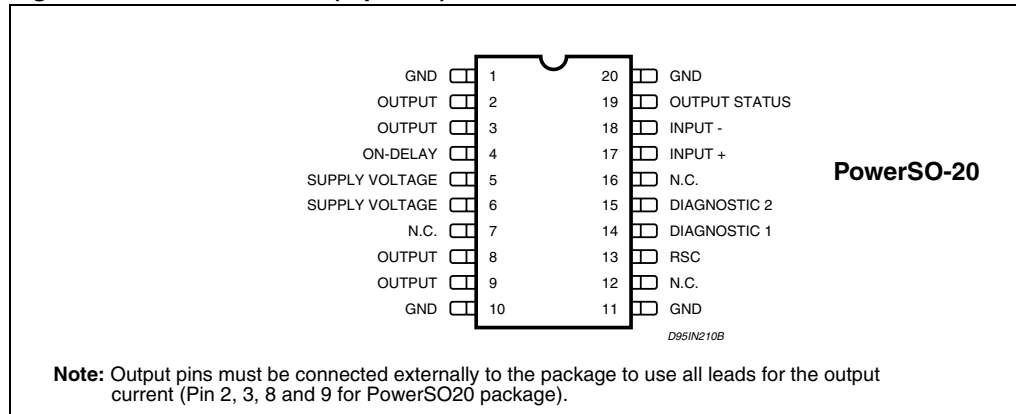 GND 1 20 GND
OUTPUT 2 19 OUTPUT STATUS
OUTPUT 3 18 INPUT -
ON-DELAY 4 17 INPUT +
SUPPLY VOLTAGE 5 16 N.C.
SUPPLY VOLTAGE 6 15 DIAGNOSTIC 2
N.C. 7 14 DIAGNOSTIC 1
OUTPUT 8 13 RSC
OUTPUT 9 12 N.C.
GND 10 11 GND
PowerSO-20
D95IN210B
Note: Output pins must be connected externally to the package to use all leads for the output
current (Pin 2, 3, 8 and 9 for PowerSO20 package).